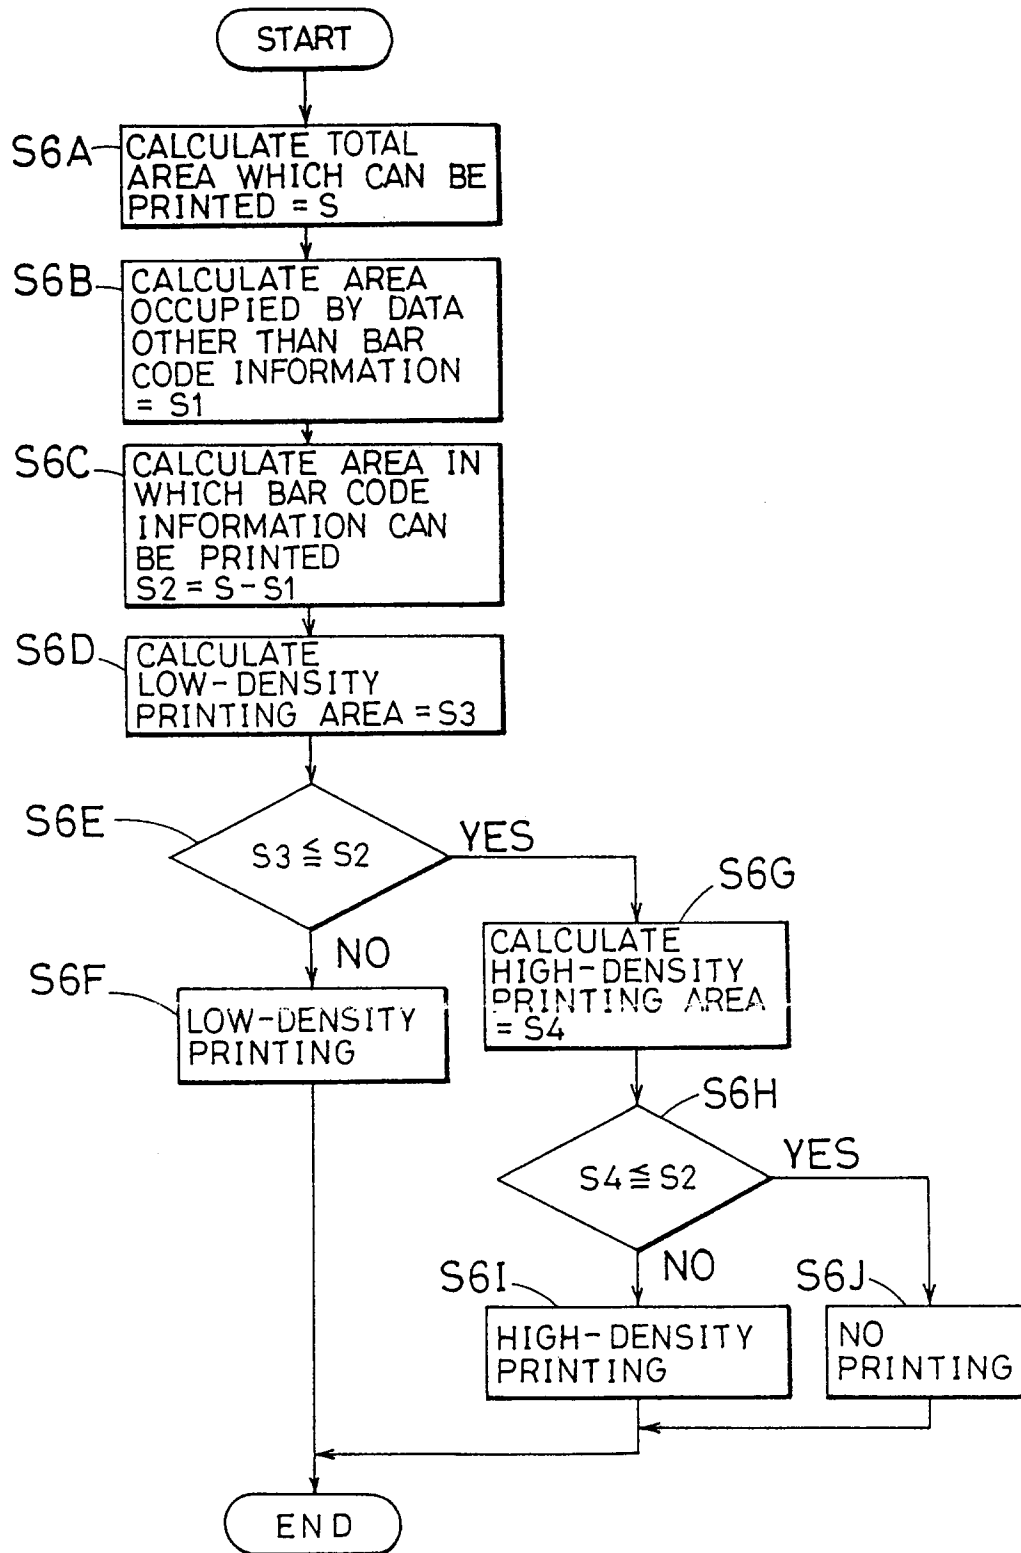 START
S6A
CALCULATE TOTAL
AREA WHICH CAN BE
PRINTED = S
S6B
CALCULATE AREA
OCCUPIED BY DATA
OTHER THAN BAR
CODE INFORMATION
= S1
S6C
CALCULATE AREA IN
WHICH BAR CODE
INFORMATION CAN
BE PRINTED
S2 = S - S1
S6D
CALCULATE
LOW-DENSITY
PRINTING AREA = S3
S6E
S3 ≦ S2
YES
NO
S6F
LOW-DENSITY
PRINTING
S6G
CALCULATE
HIGH-DENSITY
PRINTING AREA
= S4
S6H
S4 ≦ S2
YES
NO
S6I
HIGH-DENSITY
PRINTING
S6J
NO
PRINTING
END